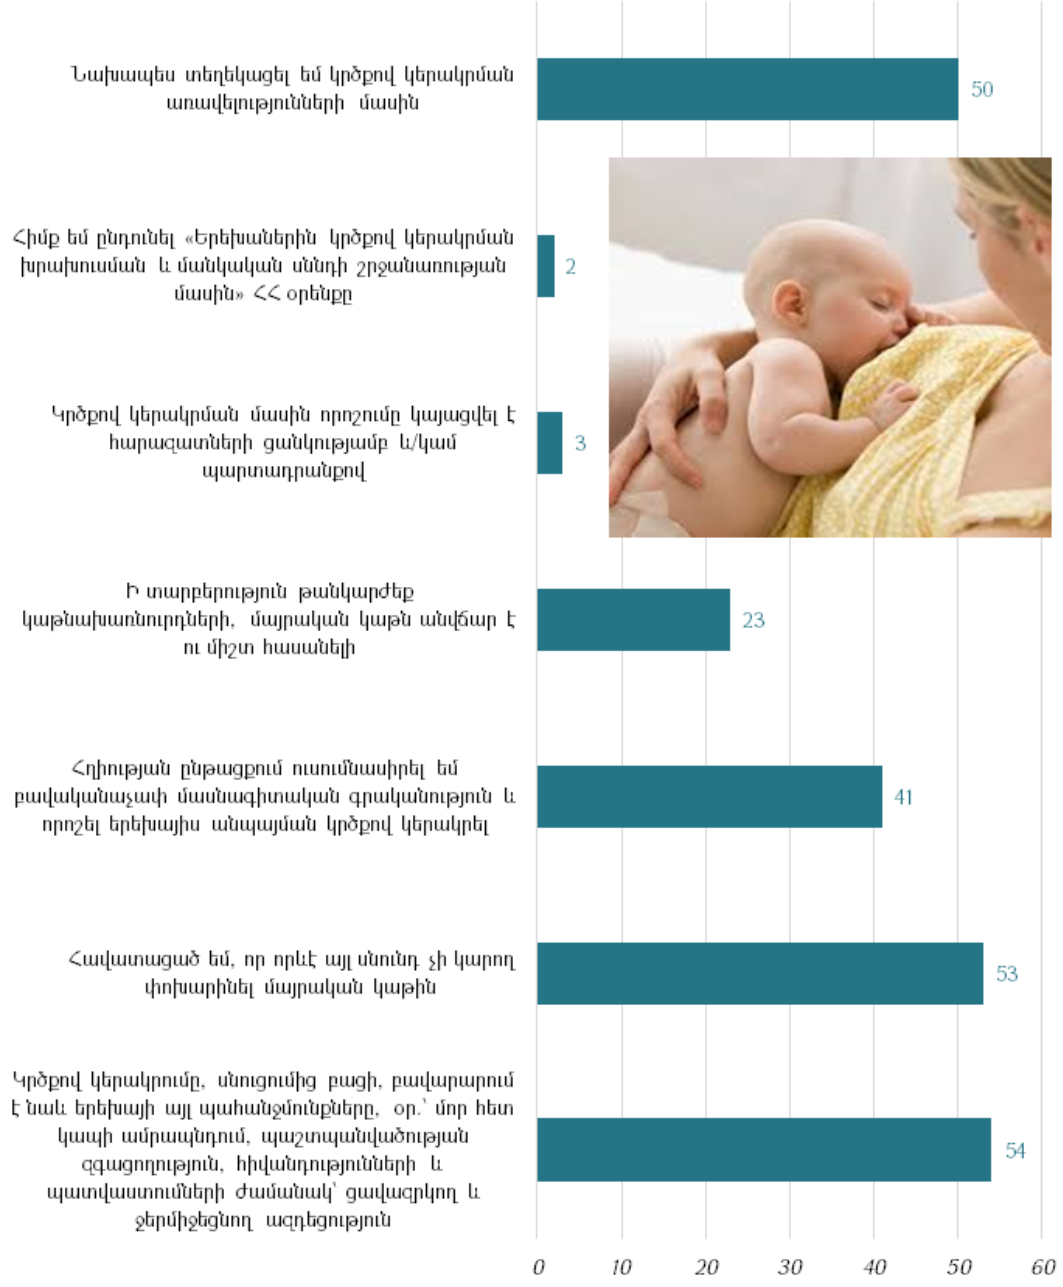 Նախապես տեղեկացել եմ կրծքով կերակրման
առավելությունների մասին
50
Հիմք եմ ընդունել «Երեխաներին կրծքով կերակրման
խրախուսման և մանկական սննդի շրջանառության
մասին» ՀՀ օրենքը
2
Կրծքով կերակրման մասին որոշումը կայացվել է
հարազատների ցանկությամբ և/կամ
պարտադրանքով
3
Ի տարբերություն թանկարժեք
կաթնախառնուրդների, մայրական կաթն անվճար է
ու միշտ հասանելի
23
Հղիության ընթացքում ուսումնասիրել եմ
բավականաչափ մասնագիտական գրականություն և
որոշել երեխայիս անպայման կրծքով կերակրել
41
Հավատացած եմ, որ որևէ այլ սնունդ չի կարող
փոխարինել մայրական կաթին
53
Կրծքով կերակրումը, սնուցումից բացի, բավարարում
է նաև երեխայի այլ պահանջմունքները, օր.՝ մոր հետ
կապի ամրապնդում, պաշտպանվածության
զգացողություն, հիվանդությունների և
պատվաստումների ժամանակ՝ ցավազրկող և
ջերմիջեցնող ազդեցություն
54
0 10 20 30 40 50 60